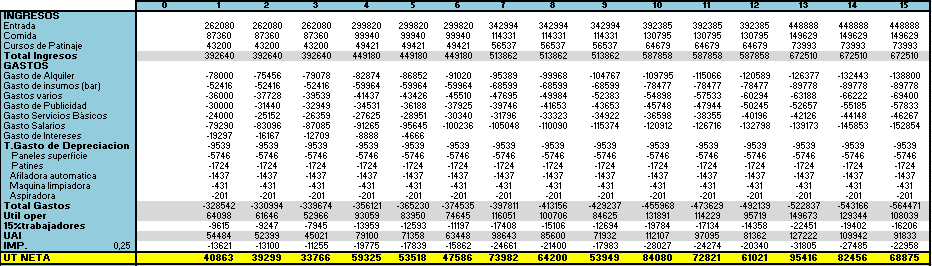 0 1 2 3 4 5 6 7 8 9 10 11 12 13 14 15
INGRESOS
Entrada 262080 262080 262080 299820 299820 299820 342994 342994 342994 392385 392385 392385 448888 448888 448888
Comida 87360 87360 87360 99940 99940 99940 114331 114331 114331 130795 130795 130795 149629 149629 149629
Cursos de Patinaje 43200 43200 43200 49421 49421 49421 56537 56537 56537 64679 64679 64679 73993 73993 73993
Total Ingresos 392640 392640 392640 449180 449180 449180 513862 513862 513862 587858 587858 587858 672510 672510 672510
GASTOS
Gasto de Alquiler -78000 -75456 -79078 -82874 -86852 -91020 -95389 -99968 -104767 -109795 -115066 -120589 -126377 -132443 -138800
Gasto de insumos (bar) -52416 -52416 -52416 -59964 -59964 -59964 -68599 -68599 -68599 -78477 -78477 -78477 -89778 -89778 -89778
Gastos varios -36000 -37728 -39539 -41437 -43426 -45510 -47695 -49984 -52383 -54898 -57533 -60294 -63188 -66222 -69400
Gasto de Publicidad -30000 -31440 -32949 -34531 -36188 -37925 -39746 -41653 -43653 -45748 -47944 -50245 -52657 -55185 -57833
Gasto Servicios Básicos -24000 -25152 -26359 -27625 -28951 -30340 -31796 -33323 -34922 -36598 -38355 -40196 -42126 -44148 -46267
Gasto Salarios -79290 -83096 -87085 -91265 -95645 -100236 -105048 -110090 -115374 -120912 -126716 -132798 -139173 -145853 -152854
Gasto de Intereses -19297 -16167 -12709 -8888 -4666
T.Gasto de Depreciacion -9539 -9539 -9539 -9539 -9539 -9539 -9539 -9539 -9539 -9539 -9539 -9539 -9539 -9539 -9539
Paneles superficie -5746 -5746 -5746 -5746 -5746 -5746 -5746 -5746 -5746 -5746 -5746 -5746 -5746 -5746 -5746
Patines -1724 -1724 -1724 -1724 -1724 -1724 -1724 -1724 -1724 -1724 -1724 -1724 -1724 -1724 -1724
Afiladora automatica -1437 -1437 -1437 -1437 -1437 -1437 -1437 -1437 -1437 -1437 -1437 -1437 -1437 -1437 -1437
Maquina limpiadora -431 -431 -431 -431 -431 -431 -431 -431 -431 -431 -431 -431 -431 -431 -431
Aspiradora -201 -201 -201 -201 -201 -201 -201 -201 -201 -201 -201 -201 -201 -201 -201
Total Gastos -328542 -330994 -339674 -356121 -365230 -374535 -397811 -413156 -429237 -455968 -473629 -492139 -522837 -543166 -564471
Util oper 64098 61646 52966 93059 83950 74645 116051 100706 84625 131891 114229 95719 149673 129344 108039
15%trabajadores -9615 -9247 -7945 -13959 -12593 -11197 -17408 -15106 -12694 -19784 -17134 -14358 -22451 -19402 -16206
UAI 54484 52399 45021 79100 71358 63448 98643 85600 71932 112107 97095 81362 127222 109942 91833
IMP. 0,25 -13621 -13100 -11255 -19775 -17839 -15862 -24661 -21400 -17983 -28027 -24274 -20340 -31805 -27485 -22958
UT NETA 40863 39299 33766 59325 53518 47586 73982 64200 53949 84080 72821 61021 95416 82456 68875